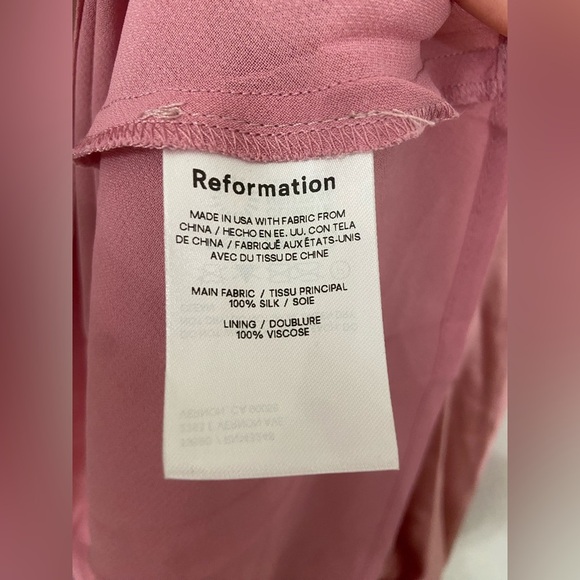 Reformation
MADE IN USA WITH FABRIC FROM
CHINA / HECHO EN EE. UU. CON TELA
DE CHINA / FABRIQUÉ AUX ÉTATS-UNIS
AVEC DU TISSU DE CHINE
MAIN FABRIC / TISSU PRINCIPAL
100% SILK / SOIE
LINING / DOUBLURE
100% VISCOSE